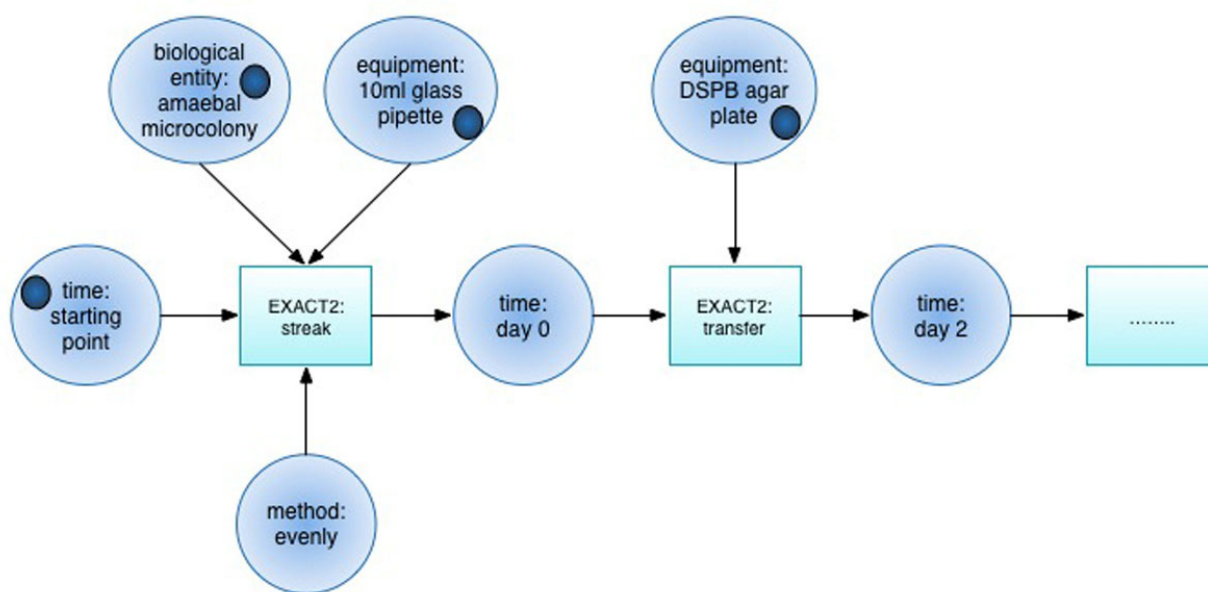 biological
entity:
amaebal
microcolony
equipment:
10ml glass
pipette
equipment:
DSPB agar
plate
time:
starting
point
EXACT2:
streak
time:
day 0
EXACT2:
transfer
time:
day 2
........
method:
evenly